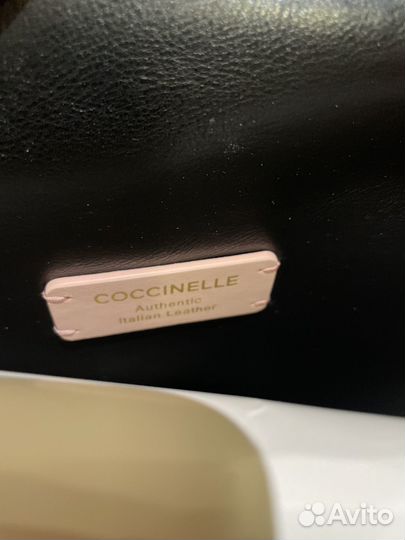 COCCINELLE
Authentic
Italian Leather
Avito